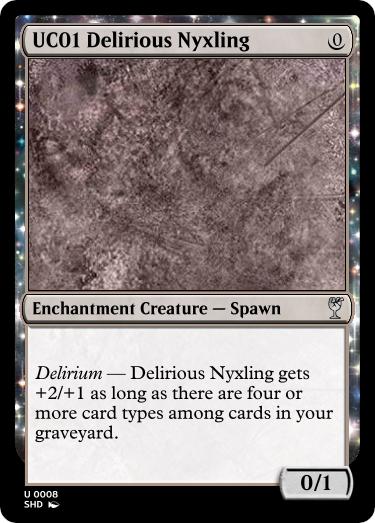 UC01 Delirious Nyxling 0
Enchantment Creature — Spawn
Delirium — Delirious Nyxling gets
+2/+1 as long as there are four or
more card types among cards in your
graveyard.
0/1
U 0008
SHD